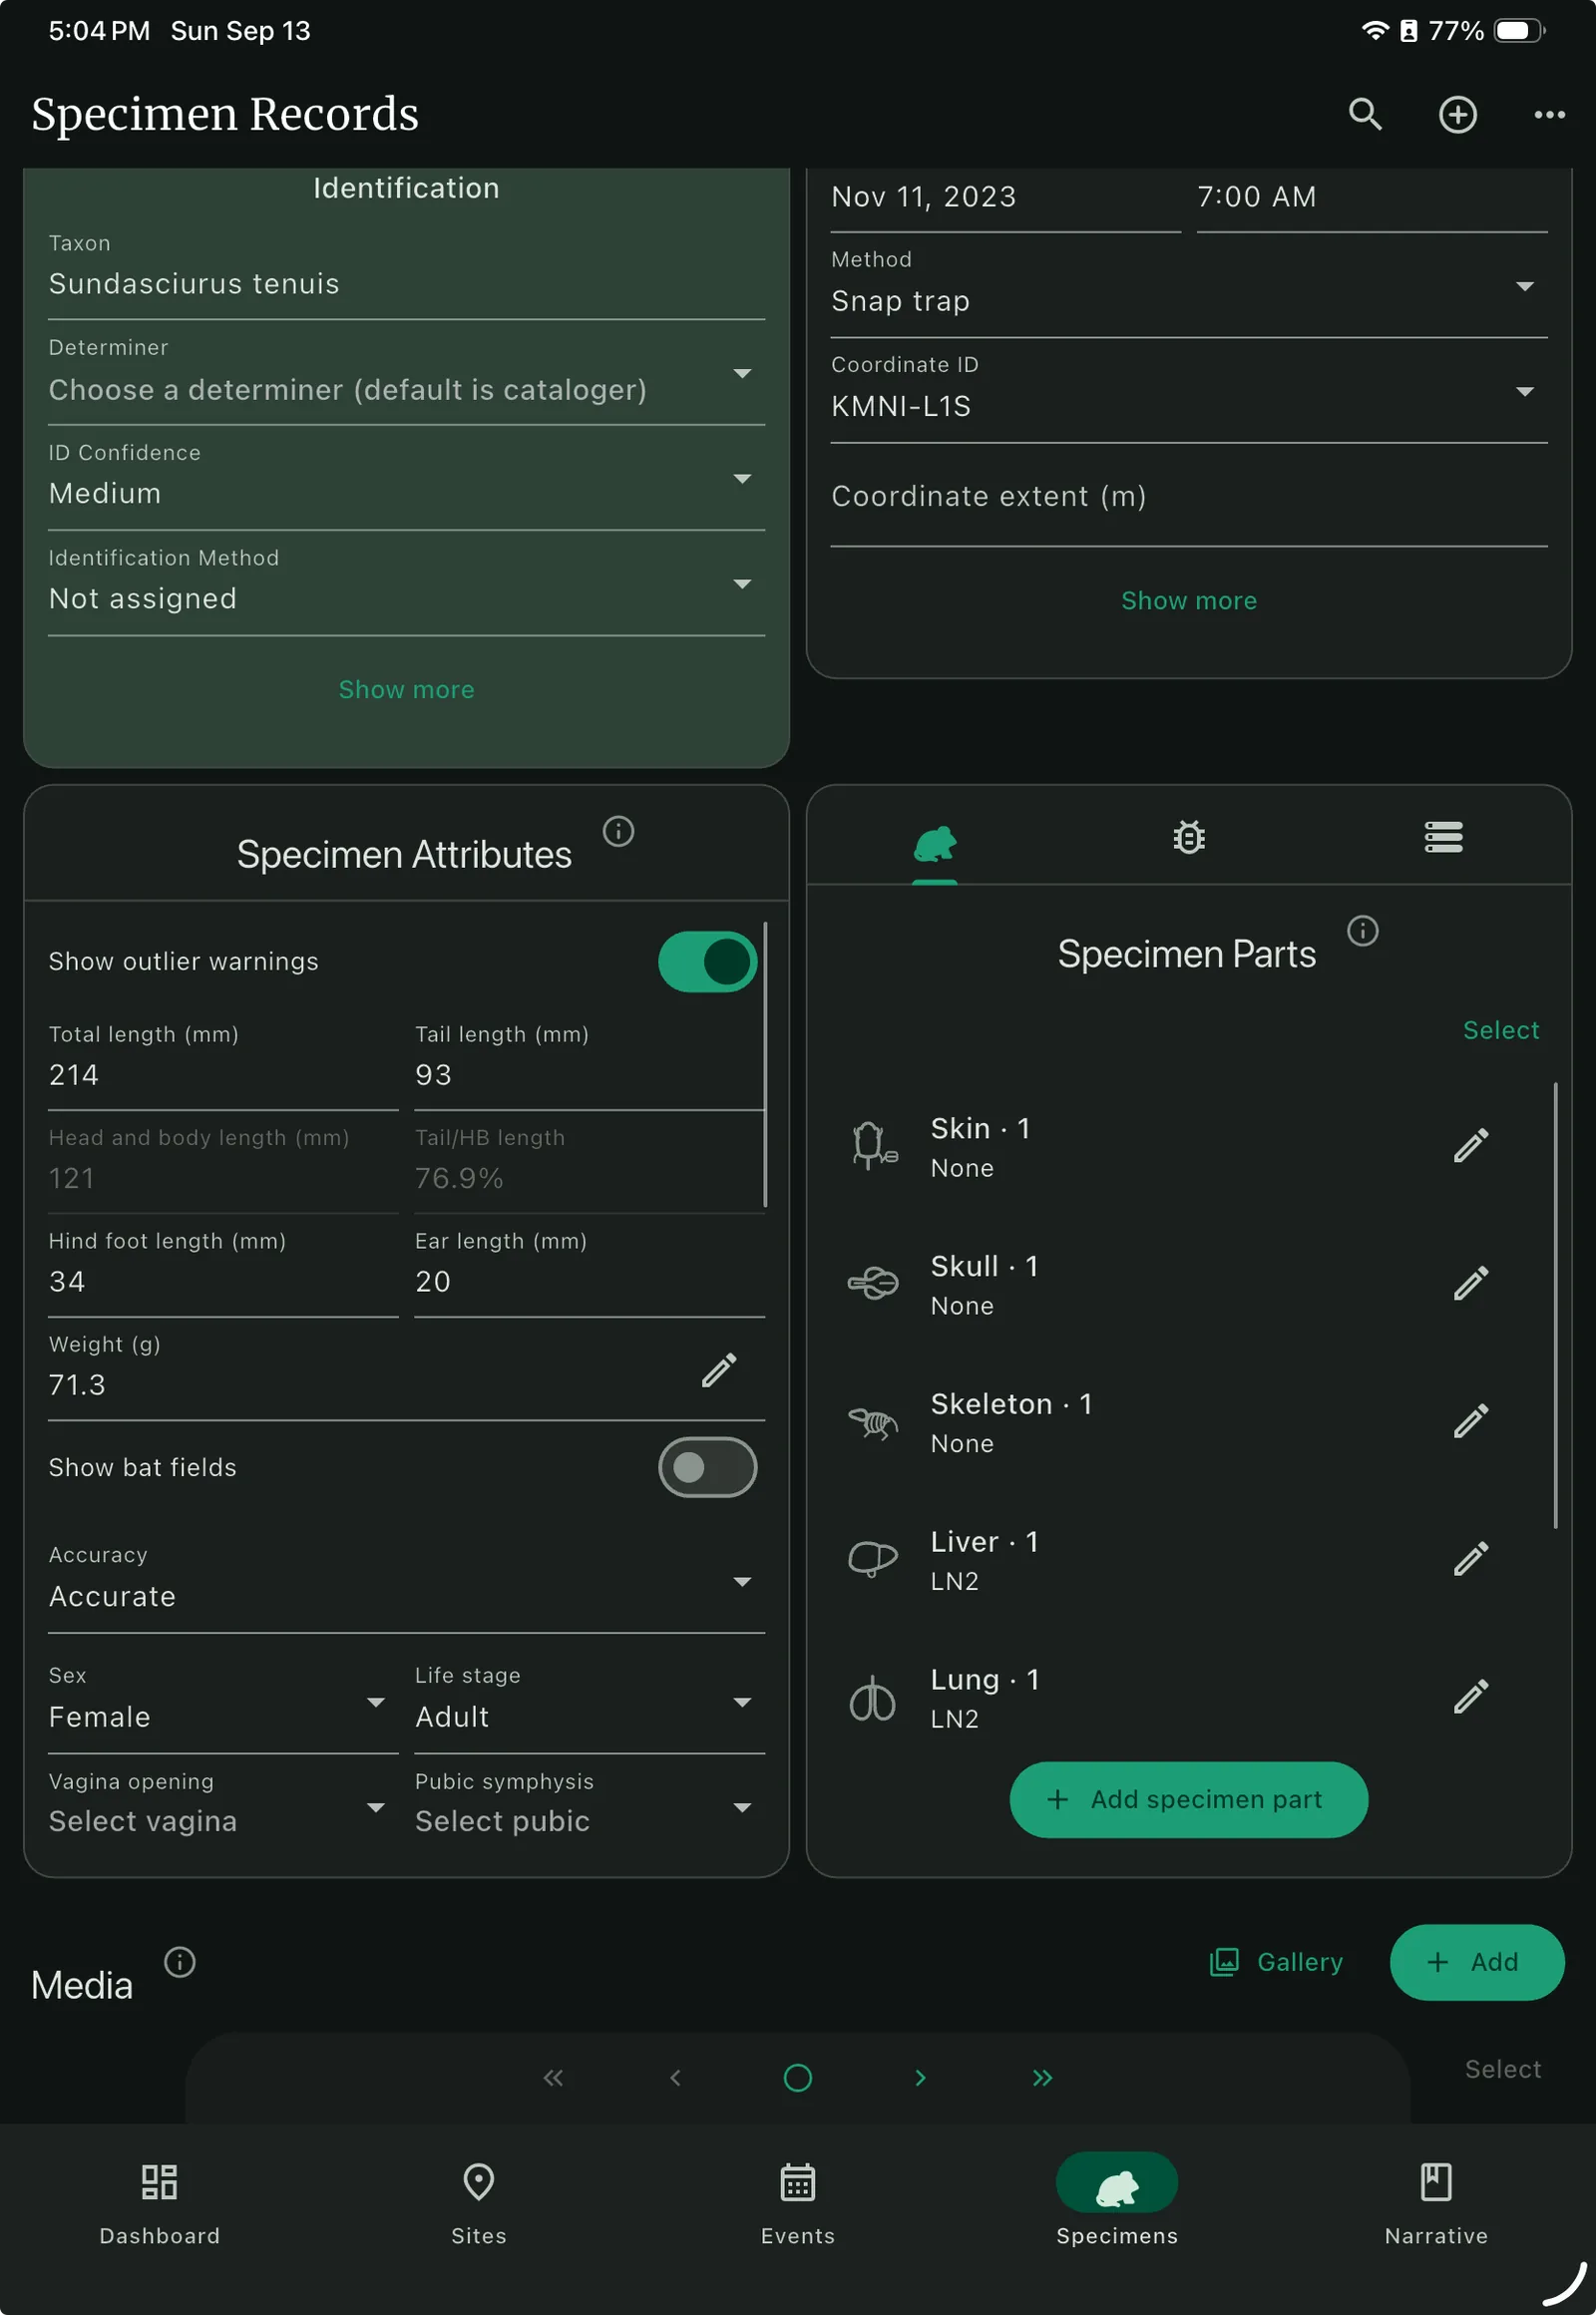 5:04 PM Sun Sep 13
77%
Specimen Records
Identification
Taxon
Sundasciurus tenuis
Determiner
Choose a determiner (default is cataloger)
ID Confidence
Medium
Identification Method
Not assigned
Show more
Nov 11, 2023
7:00 AM
Method
Snap trap
Coordinate ID
KMNI-L1S
Coordinate extent (m)
Show more
Specimen Attributes
Show outlier warnings
Total length (mm)
214
Tail length (mm)
93
Head and body length (mm)
121
Tail/HB length
76.9%
Hind foot length (mm)
34
Ear length (mm)
20
Weight (g)
71.3
Show bat fields
Accuracy
Accurate
Sex
Female
Life stage
Adult
Vagina opening
Select vagina
Pubic symphysis
Select pubic
Specimen Parts
Select
Skin · 1
None
Skull · 1
None
Skeleton · 1
None
Liver · 1
LN2
Lung · 1
LN2
+ Add specimen part
Media
Gallery
+ Add
Select
Dashboard
Sites
Events
Specimens
Narrative